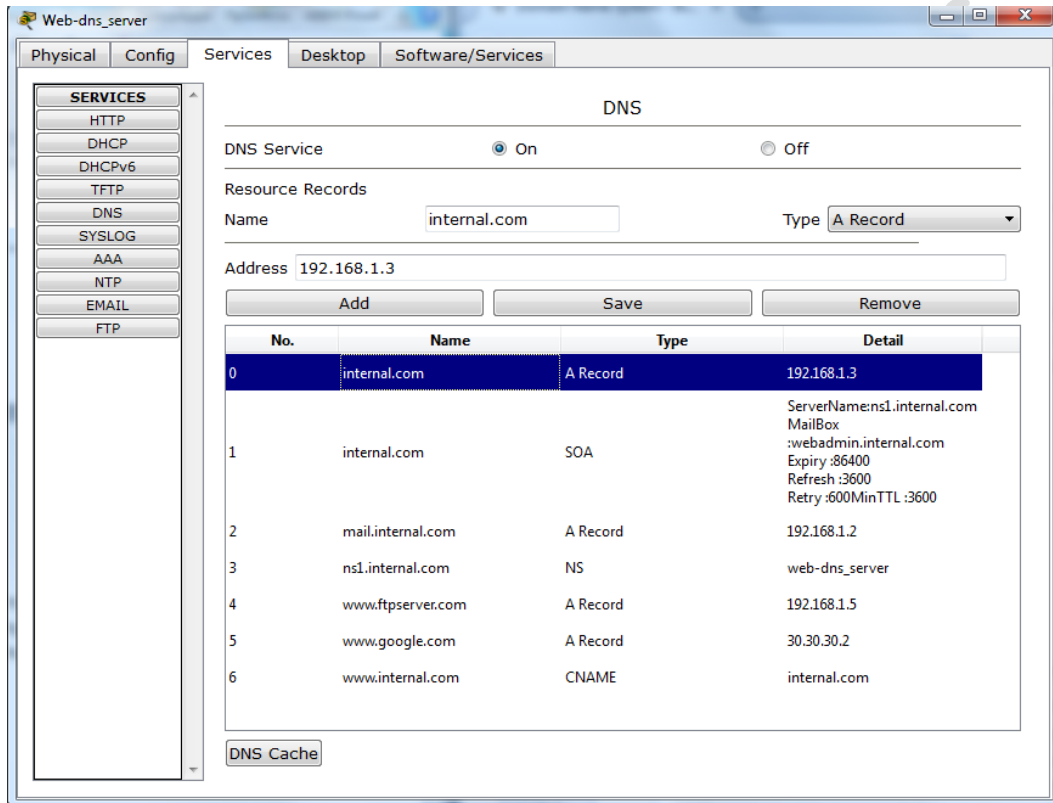 Web-dns_server
Physical Config Services Desktop Software/Services
SERVICES
HTTP
DHCP
DHCPv6
TFTP
DNS
SYSLOG
AAA
NTP
EMAIL
FTP
DNS
DNS Service On Off
Resource Records
Name internal.com Type A Record
Address 192.168.1.3
Add Save Remove
No. Name Type Detail
0 internal.com A Record 192.168.1.3
1 internal.com SOA ServerName:ns1.internal.com
MailBox
:webadmin.internal.com
Expiry :86400
Refresh :3600
Retry :600MinTTL :3600
2 mail.internal.com A Record 192.168.1.2
3 ns1.internal.com NS web-dns_server
4 www.ftpserver.com A Record 192.168.1.5
5 www.google.com A Record 30.30.30.2
6 www.internal.com CNAME internal.com
DNS Cache